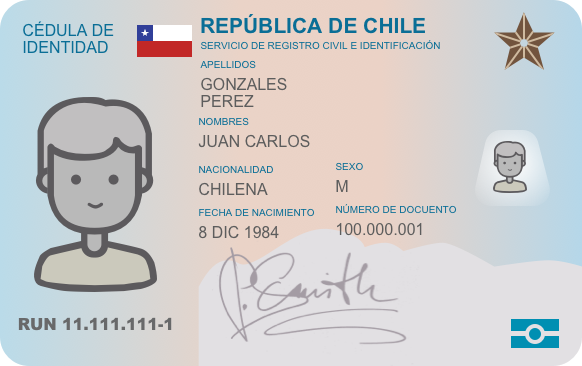 CÉDULA DE
IDENTIDAD
REPÚBLICA DE CHILE
SERVICIO DE REGISTRO CIVIL E IDENTIFICACIÓN
APELLIDOS
GONZALES
PEREZ
NOMBRES
JUAN CARLOS
NACIONALIDAD
CHILENA
SEXO
M
FECHA DE NACIMIENTO
8 DIC 1984
NÚMERO DE DOCUENTO
100.000.001
P. Smith
RUN 11.111.111-1